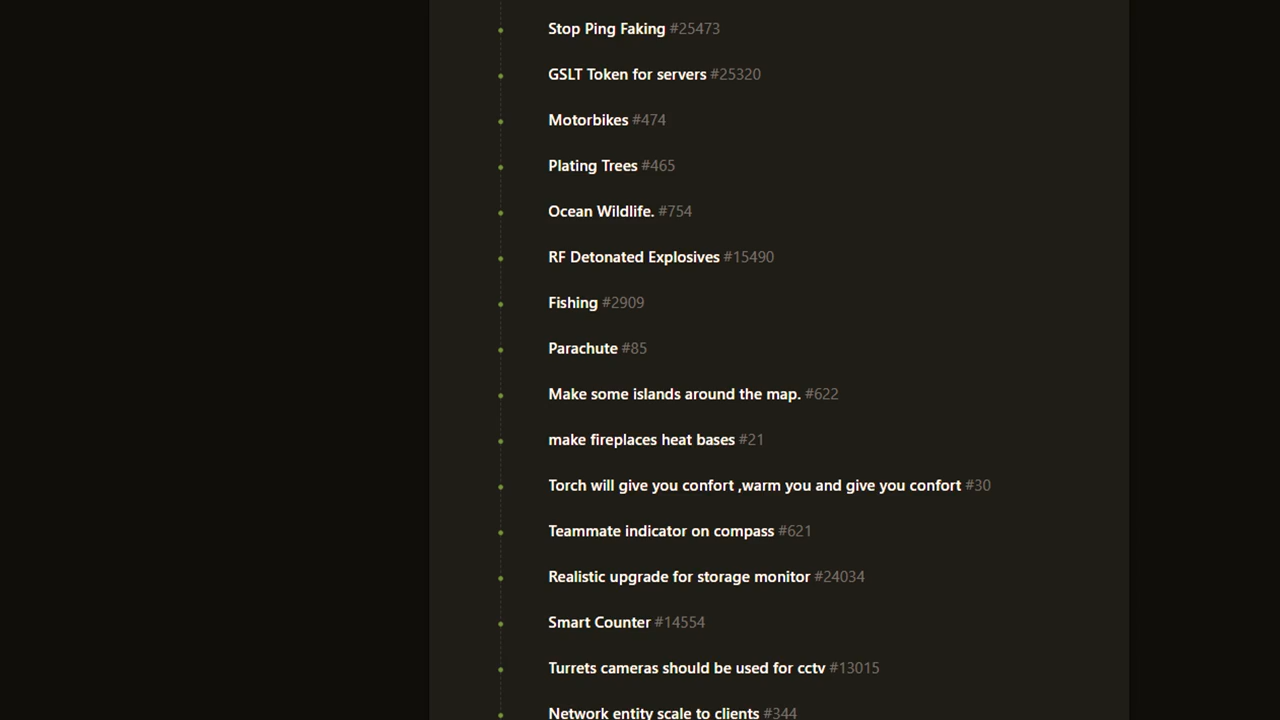 Stop Ping Faking #25473
GSLT Token for servers #25320
Motorbikes #474
Plating Trees #465
Ocean Wildlife. #754
RF Detonated Explosives #15490
Fishing #2909
Parachute #85
Make some islands around the map. #622
make fireplaces heat bases #21
Torch will give you confort ,warm you and give you confort #30
Teammate indicator on compass #621
Realistic upgrade for storage monitor #24034
Smart Counter #14554
Turrets cameras should be used for cctv #13015
Network entity scale to clients #344